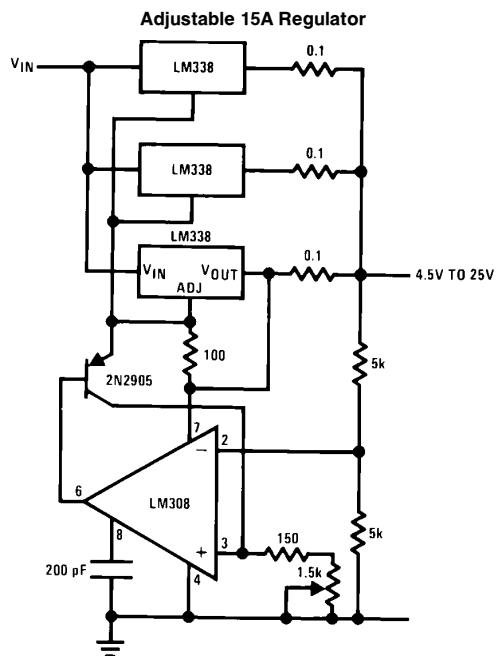 Adjustable 15A Regulator
VIN
LM338
0.1
LM338
0.1
LM338
VIN
VOUT
ADJ
0.1
4.5V TO 25V
100
2N2905
5k
7
2
6
LM308
8
3
4
150
1.5k
5k
200 pF